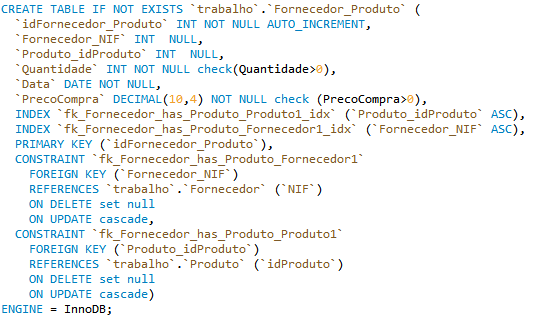 CREATE TABLE IF NOT EXISTS `trabalho`.`Fornecedor_Produto` (
`idFornecedor_Produto` INT NOT NULL AUTO_INCREMENT,
`Fornecedor_NIF` INT NULL,
`Produto_idProduto` INT NULL,
`Quantidade` INT NOT NULL check(Quantidade>0),
`Data` DATE NOT NULL,
`PrecoCompra` DECIMAL(10,4) NOT NULL check (PrecoCompra>0),
INDEX `fk_Fornecedor_has_Produto_Produto1_idx` (`Produto_idProduto` ASC),
INDEX `fk_Fornecedor_has_Produto_Fornecedor1_idx` (`Fornecedor_NIF` ASC),
PRIMARY KEY (`idFornecedor_Produto`),
CONSTRAINT `fk_Fornecedor_has_Produto_Fornecedor1`
FOREIGN KEY (`Fornecedor_NIF`)
REFERENCES `trabalho`.`Fornecedor` (`NIF`)
ON DELETE set null
ON UPDATE cascade,
CONSTRAINT `fk_Fornecedor_has_Produto_Produto1`
FOREIGN KEY (`Produto_idProduto`)
REFERENCES `trabalho`.`Produto` (`idProduto`)
ON DELETE set null
ON UPDATE cascade)
ENGINE = InnoDB;